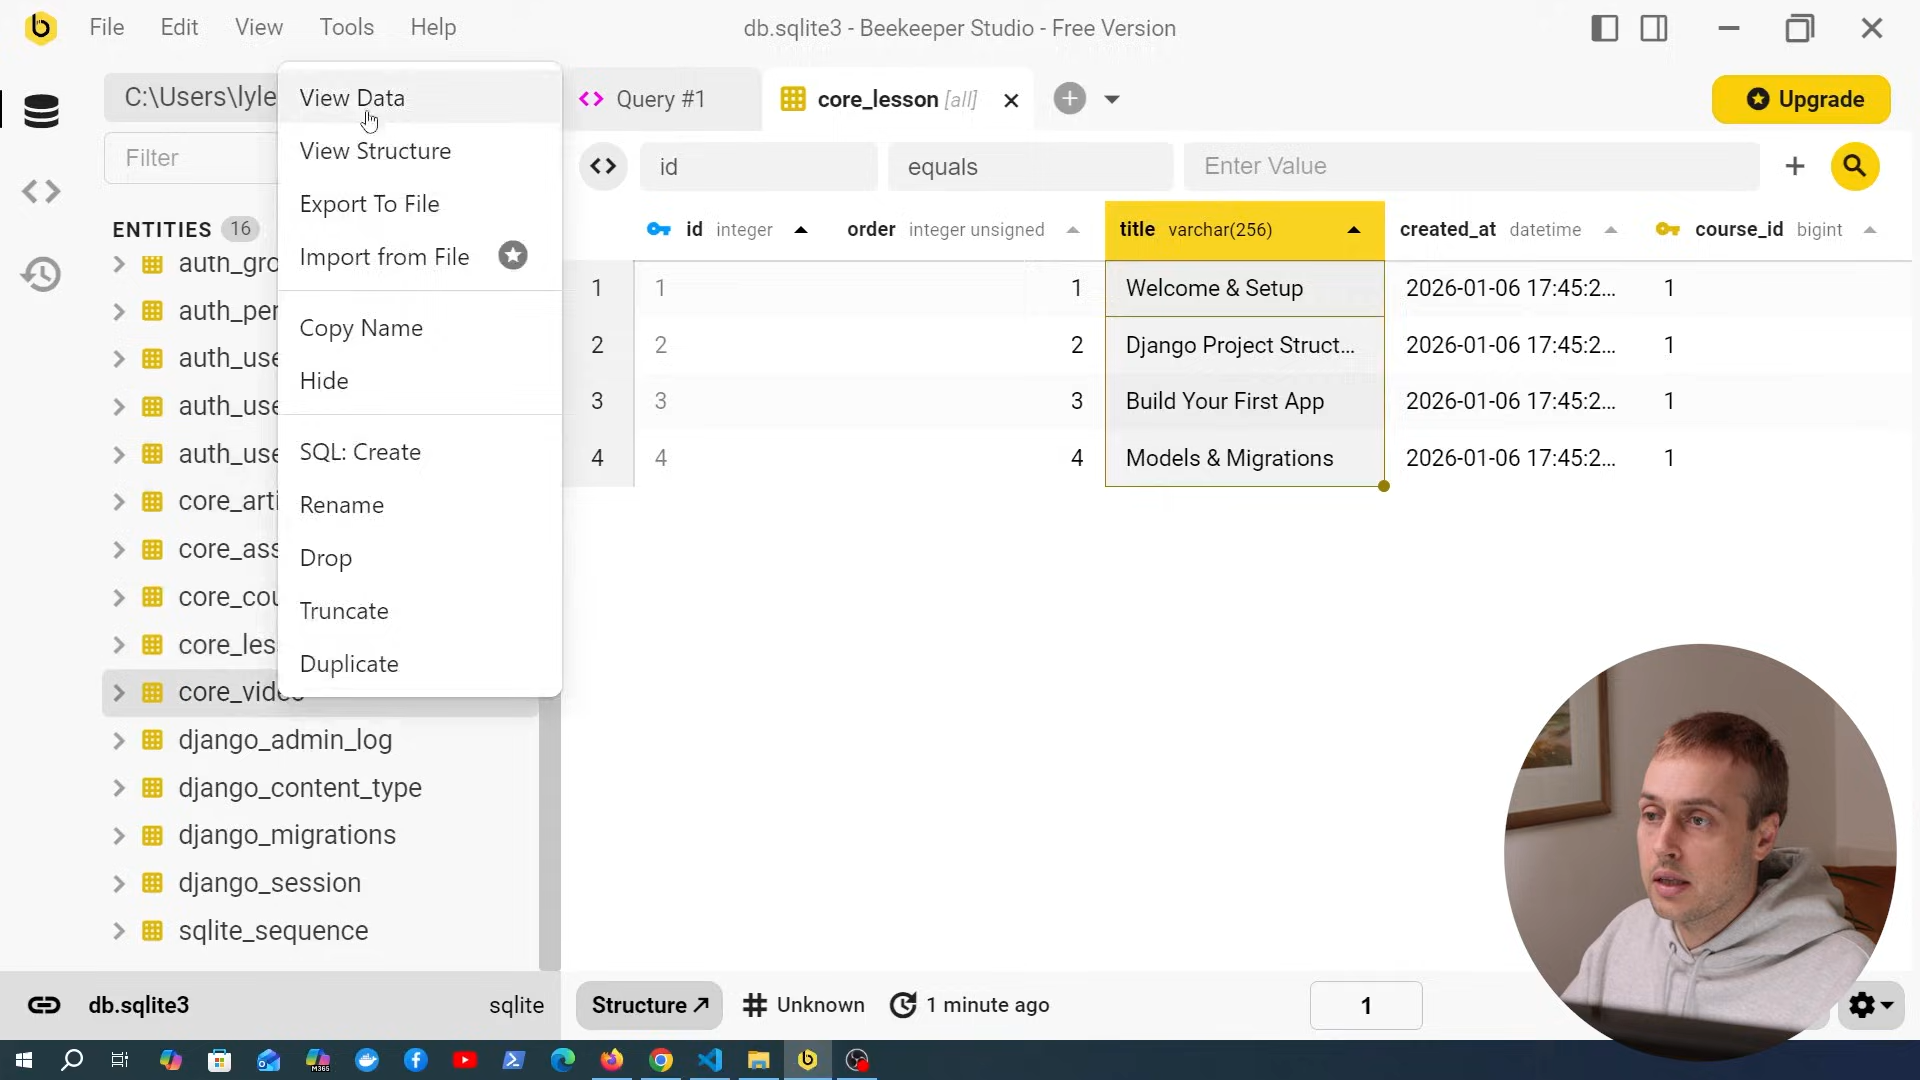 File Edit View Tools Help
db.sqlite3 - Beekeeper Studio - Free Version
C:\Users\lyle
Filter
ENTITIES 16
auth_gro
auth_per
auth_use
auth_use
auth_use
core_arti
core_ass
core_cou
core_les
core_video
django_admin_log
django_content_type
django_migrations
django_session
sqlite_sequence
View Data
View Structure
Export To File
Import from File
Copy Name
Hide
SQL: Create
Rename
Drop
Truncate
Duplicate
Query #1
core_lesson [all]
Upgrade
id equals Enter Value
id integer order integer unsigned title varchar(256) created_at datetime course_id bigint
1 1 1 Welcome & Setup 2026-01-06 17:45:2... 1
2 2 2 Django Project Struct... 2026-01-06 17:45:2... 1
3 3 3 Build Your First App 2026-01-06 17:45:2... 1
4 4 4 Models & Migrations 2026-01-06 17:45:2... 1
db.sqlite3 sqlite
Structure Unknown 1 minute ago 1
M365